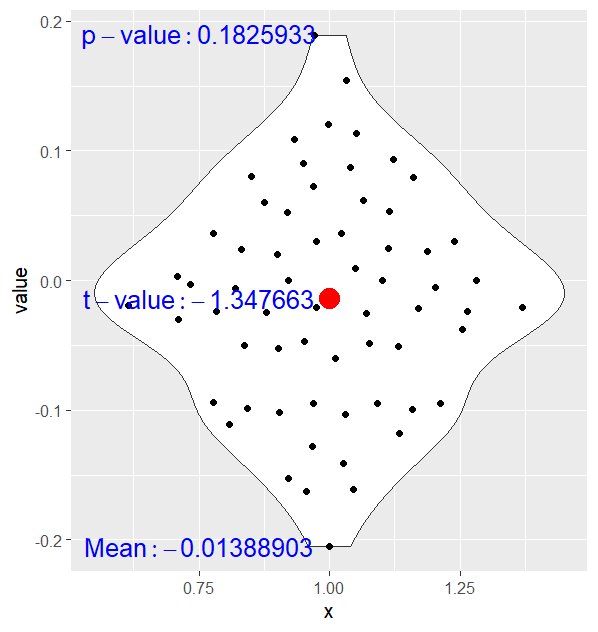 0.2
p – value : 0.1825933
0.1
0.0
t – value : – 1.347663
-0.1
-0.2
Mean : –0.01388903
value
0.75 1.00 1.25
x